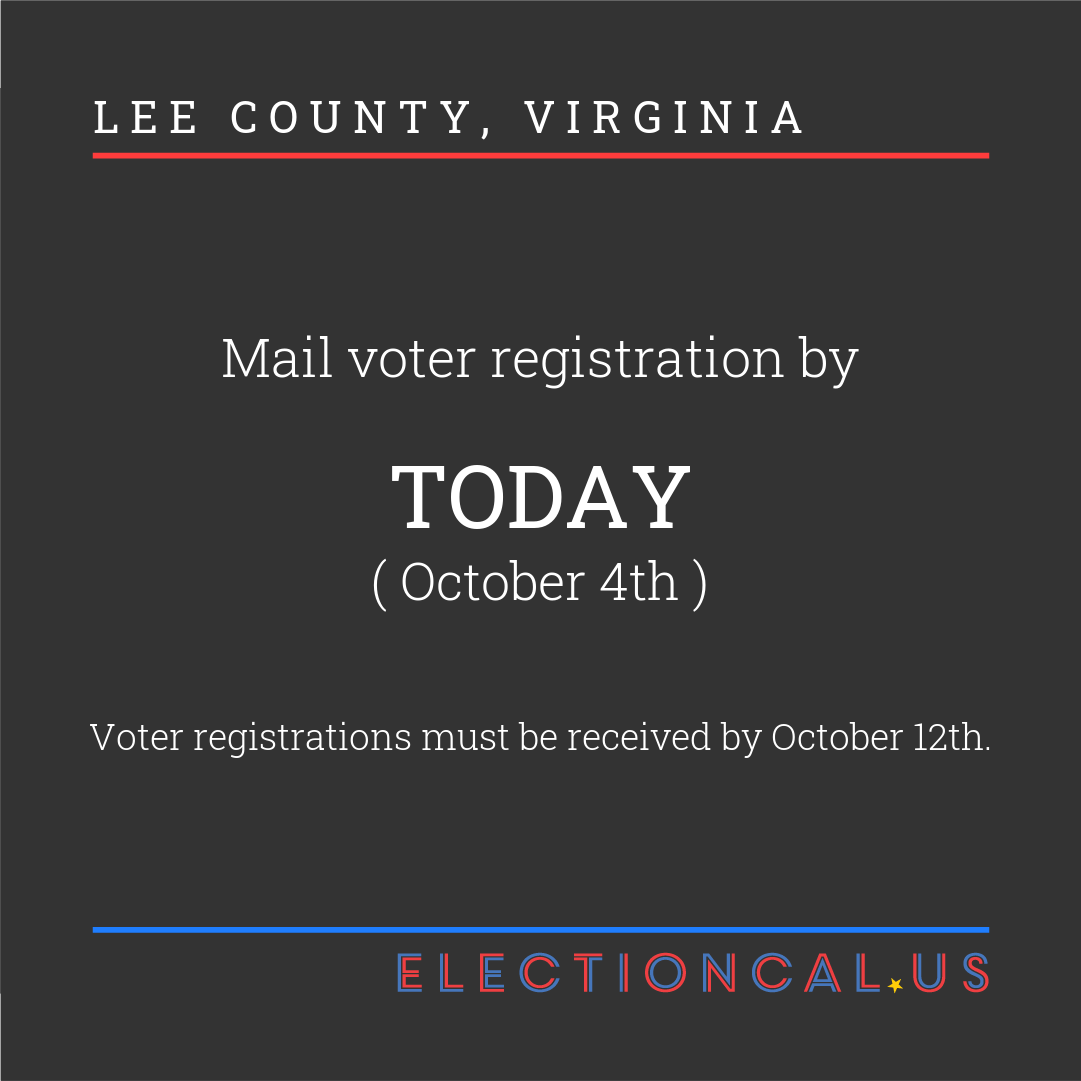 LEE COUNTY, VIRGINIA
Mail voter registration by
TODAY
( October 4th )
Voter registrations must be received by October 12th.
ELECTIONCAL.US